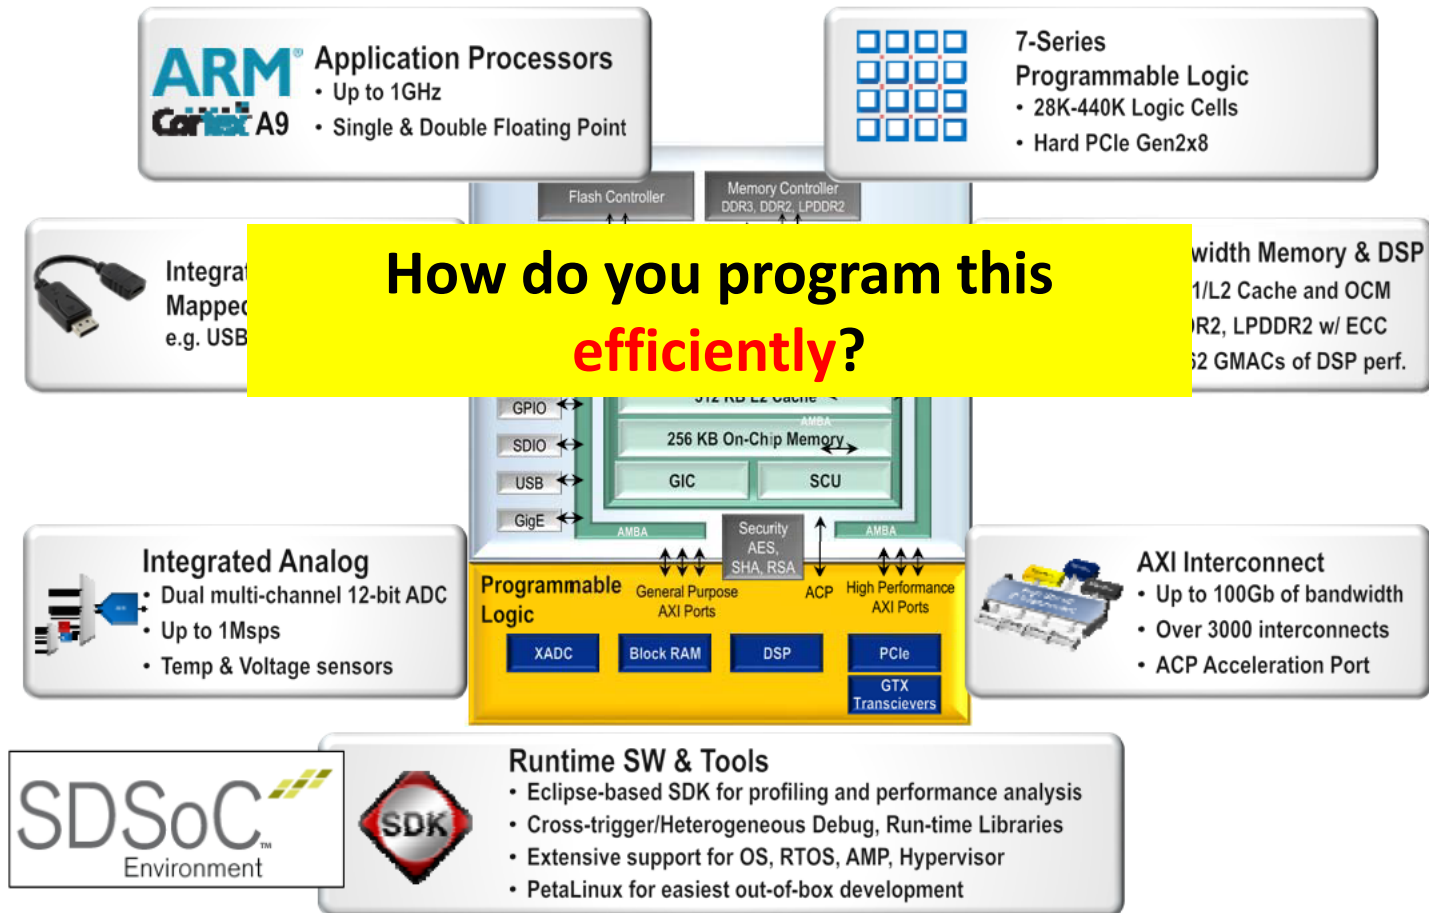 ARM®
Cortex A9
Application Processors
• Up to 1GHz
• Single & Double Floating Point
7-Series
Programmable Logic
• 28K-440K Logic Cells
• Hard PCIe Gen2x8
Flash Controller
Memory Controller
DDR3, DDR2, LPDDR2
Mapped
e.g. USB
How do you program this
efficiently?
Memory & DSP
L2 Cache and OCM
LPDDR2 w/ ECC
GMACs of DSP perf.
512 KB L2 Cache
AMBA
256 KB On-Chip Memory
GIC
SCU
GPIO
SDIO
USB
GigE
AMBA
Security
AES,
SHA, RSA
AMBA
Integrated Analog
• Dual multi-channel 12-bit ADC
• Up to 1Msps
• Temp & Voltage sensors
Programmable
Logic
General Purpose
AXI Ports
ACP
High Performance
AXI Ports
XADC
Block RAM
DSP
PCIe
GTX
Transcievers
AXI Interconnect
• Up to 100Gb of bandwidth
• Over 3000 interconnects
• ACP Acceleration Port
SDSoC™
Environment
SDK
Runtime SW & Tools
• Eclipse-based SDK for profiling and performance analysis
• Cross-trigger/Heterogeneous Debug, Run-time Libraries
• Extensive support for OS, RTOS, AMP, Hypervisor
• PetaLinux for easiest out-of-box development